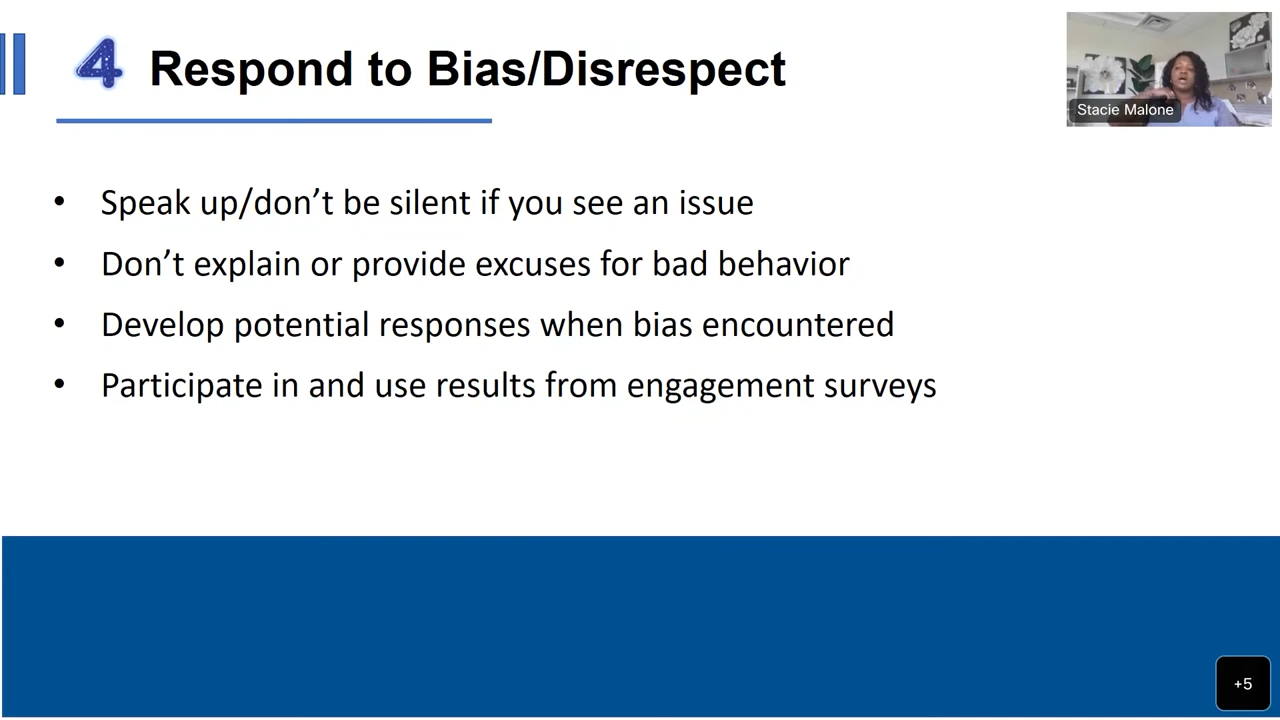 4 Respond to Bias/Disrespect
Stacie Malone
• Speak up/don’t be silent if you see an issue
• Don’t explain or provide excuses for bad behavior
• Develop potential responses when bias encountered
• Participate in and use results from engagement surveys
+5